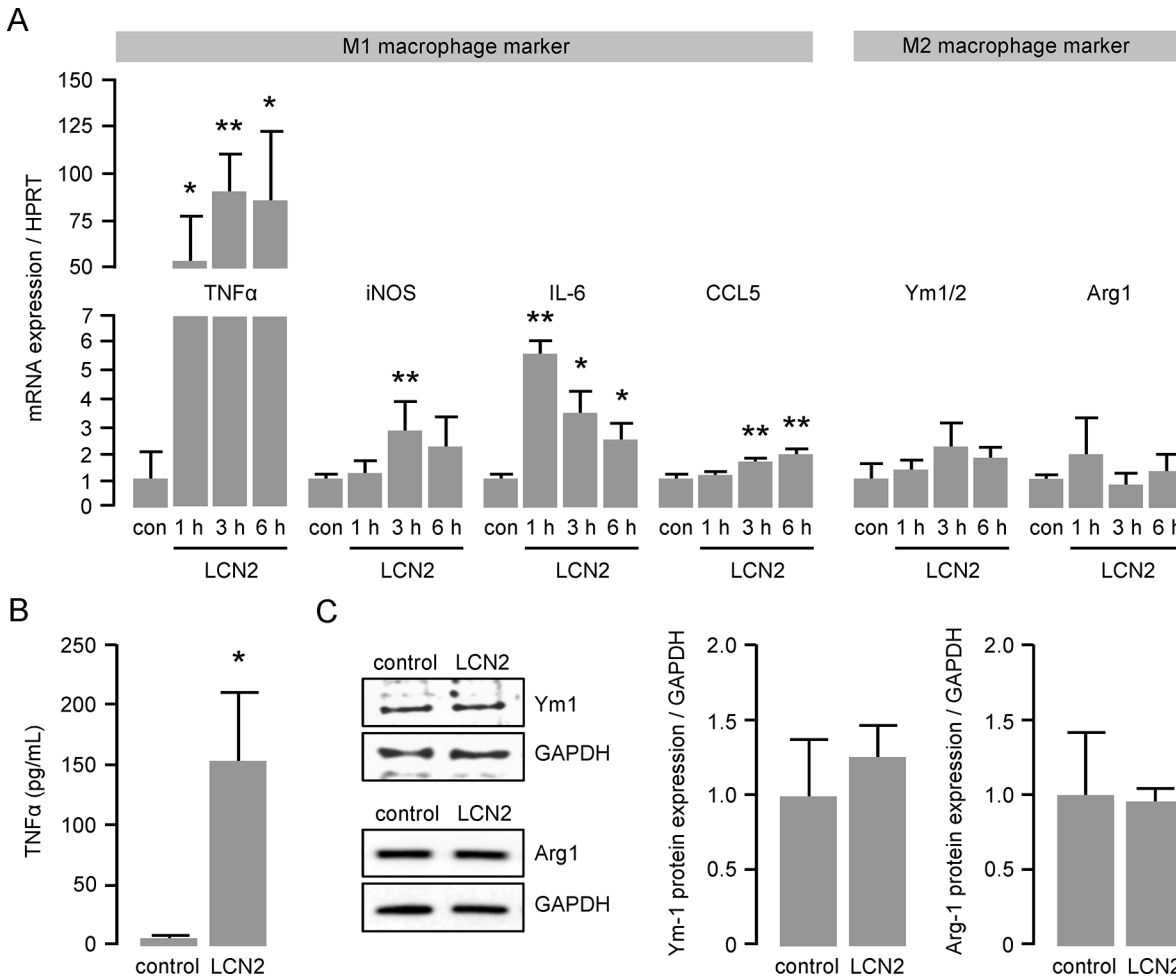 A
M1 macrophage marker
M2 macrophage marker
mRNA expression / HPRT
150
125
100
75
50
* ** *
TNFα iNOS IL-6 CCL5 Ym1/2 Arg1
7
6
5
4
3
2
1
0
** ** * * ** **
con 1 h 3 h 6 h con 1 h 3 h 6 h con 1 h 3 h 6 h con 1 h 3 h 6 h con 1 h 3 h 6 h con 1 h 3 h 6 h
LCN2 LCN2 LCN2 LCN2 LCN2 LCN2
B
TNFα (pg/mL)
250
200
150
100
50
0
*
control LCN2
C
control LCN2
Ym1
GAPDH
control LCN2
Arg1
GAPDH
Ym-1 protein expression / GAPDH
2.0
1.5
1.0
0.5
0
control LCN2
Arg-1 protein expression / GAPDH
2.0
1.5
1.0
0.5
0
control LCN2